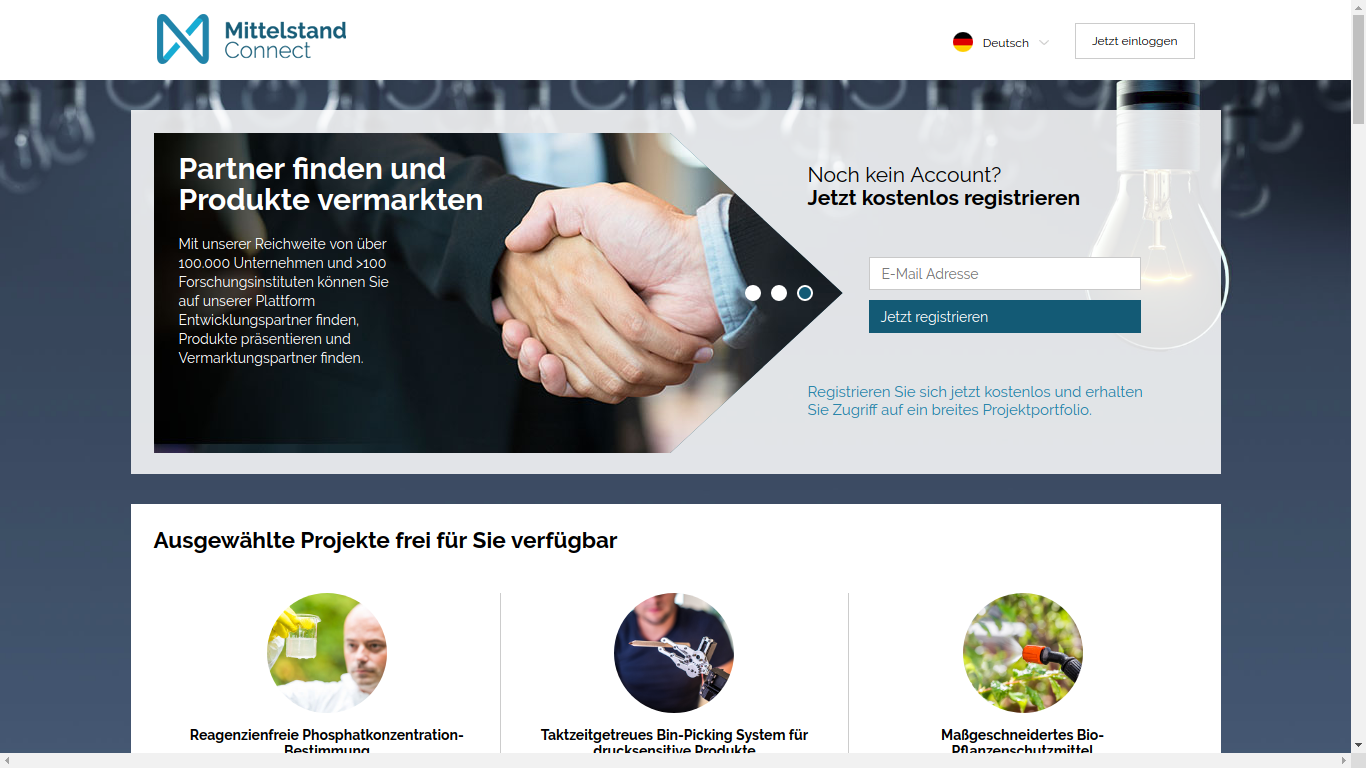 Mittelstand
Connect
Deutsch
Jetzt einloggen
Partner finden und
Produkte vermarkten
Mit unserer Reichweite von über
100.000 Unternehmen und >100
Forschungsinstituten können Sie
auf unserer Plattform
Entwicklungspartner finden,
Produkte präsentieren und
Vermarktungspartner finden.
Noch kein Account?
Jetzt kostenlos registrieren
E-Mail Adresse
Jetzt registrieren
Registrieren Sie sich jetzt kostenlos und erhalten
Sie Zugriff auf ein breites Projektportfolio.
Ausgewählte Projekte frei für Sie verfügbar
Reagenzienfreie Phosphatkonzentration-
Bestimmung
Taktzeitgetreues Bin-Picking System für
drucksensitive Produkte
Maßgeschneidertes Bio-
Pflanzenschutzmittel